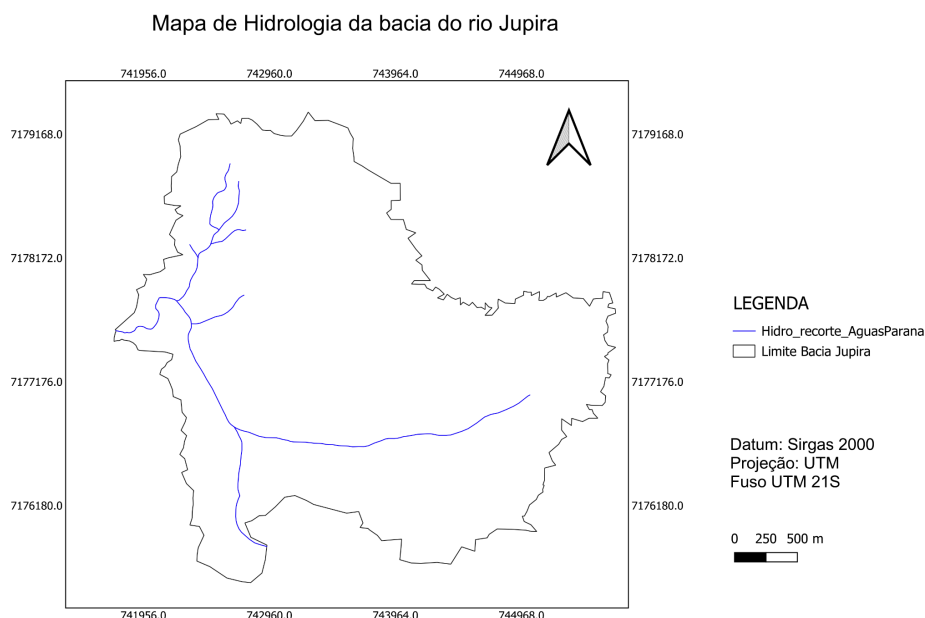 Mapa de Hidrologia da bacia do rio Jupira
741956.0 742960.0 743964.0 744968.0
7179168.0 7179168.0
7178172.0 7178172.0
LEGENDA
Hidro_recorte_AguasParana
Limite Bacia Jupira
7177176.0 7177176.0
Datum: Sirgas 2000
Projeção: UTM
Fuso UTM 21S
7176180.0 7176180.0
0 250 500 m
741956.0 742960.0 743964.0 744968.0